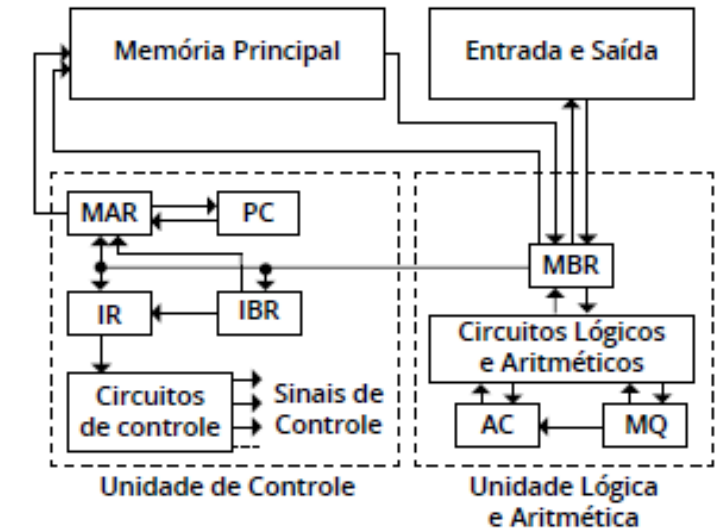 Memória Principal
Entrada e Saída
MAR
PC
MBR
IR
IBR
Circuitos Lógicos
e Aritméticos
Circuitos
de controle
Sinais de
Controle
AC
MQ
Unidade de Controle
Unidade Lógica
e Aritmética